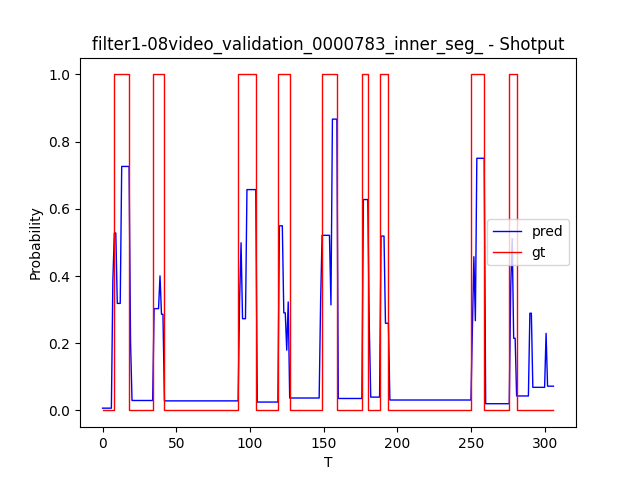 filter1-08video_validation_0000783_inner_seg_ - Shotput
1.0
0.8
0.6
0.4
0.2
0.0
Probability
pred
gt
0 50 100 150 200 250 300
T